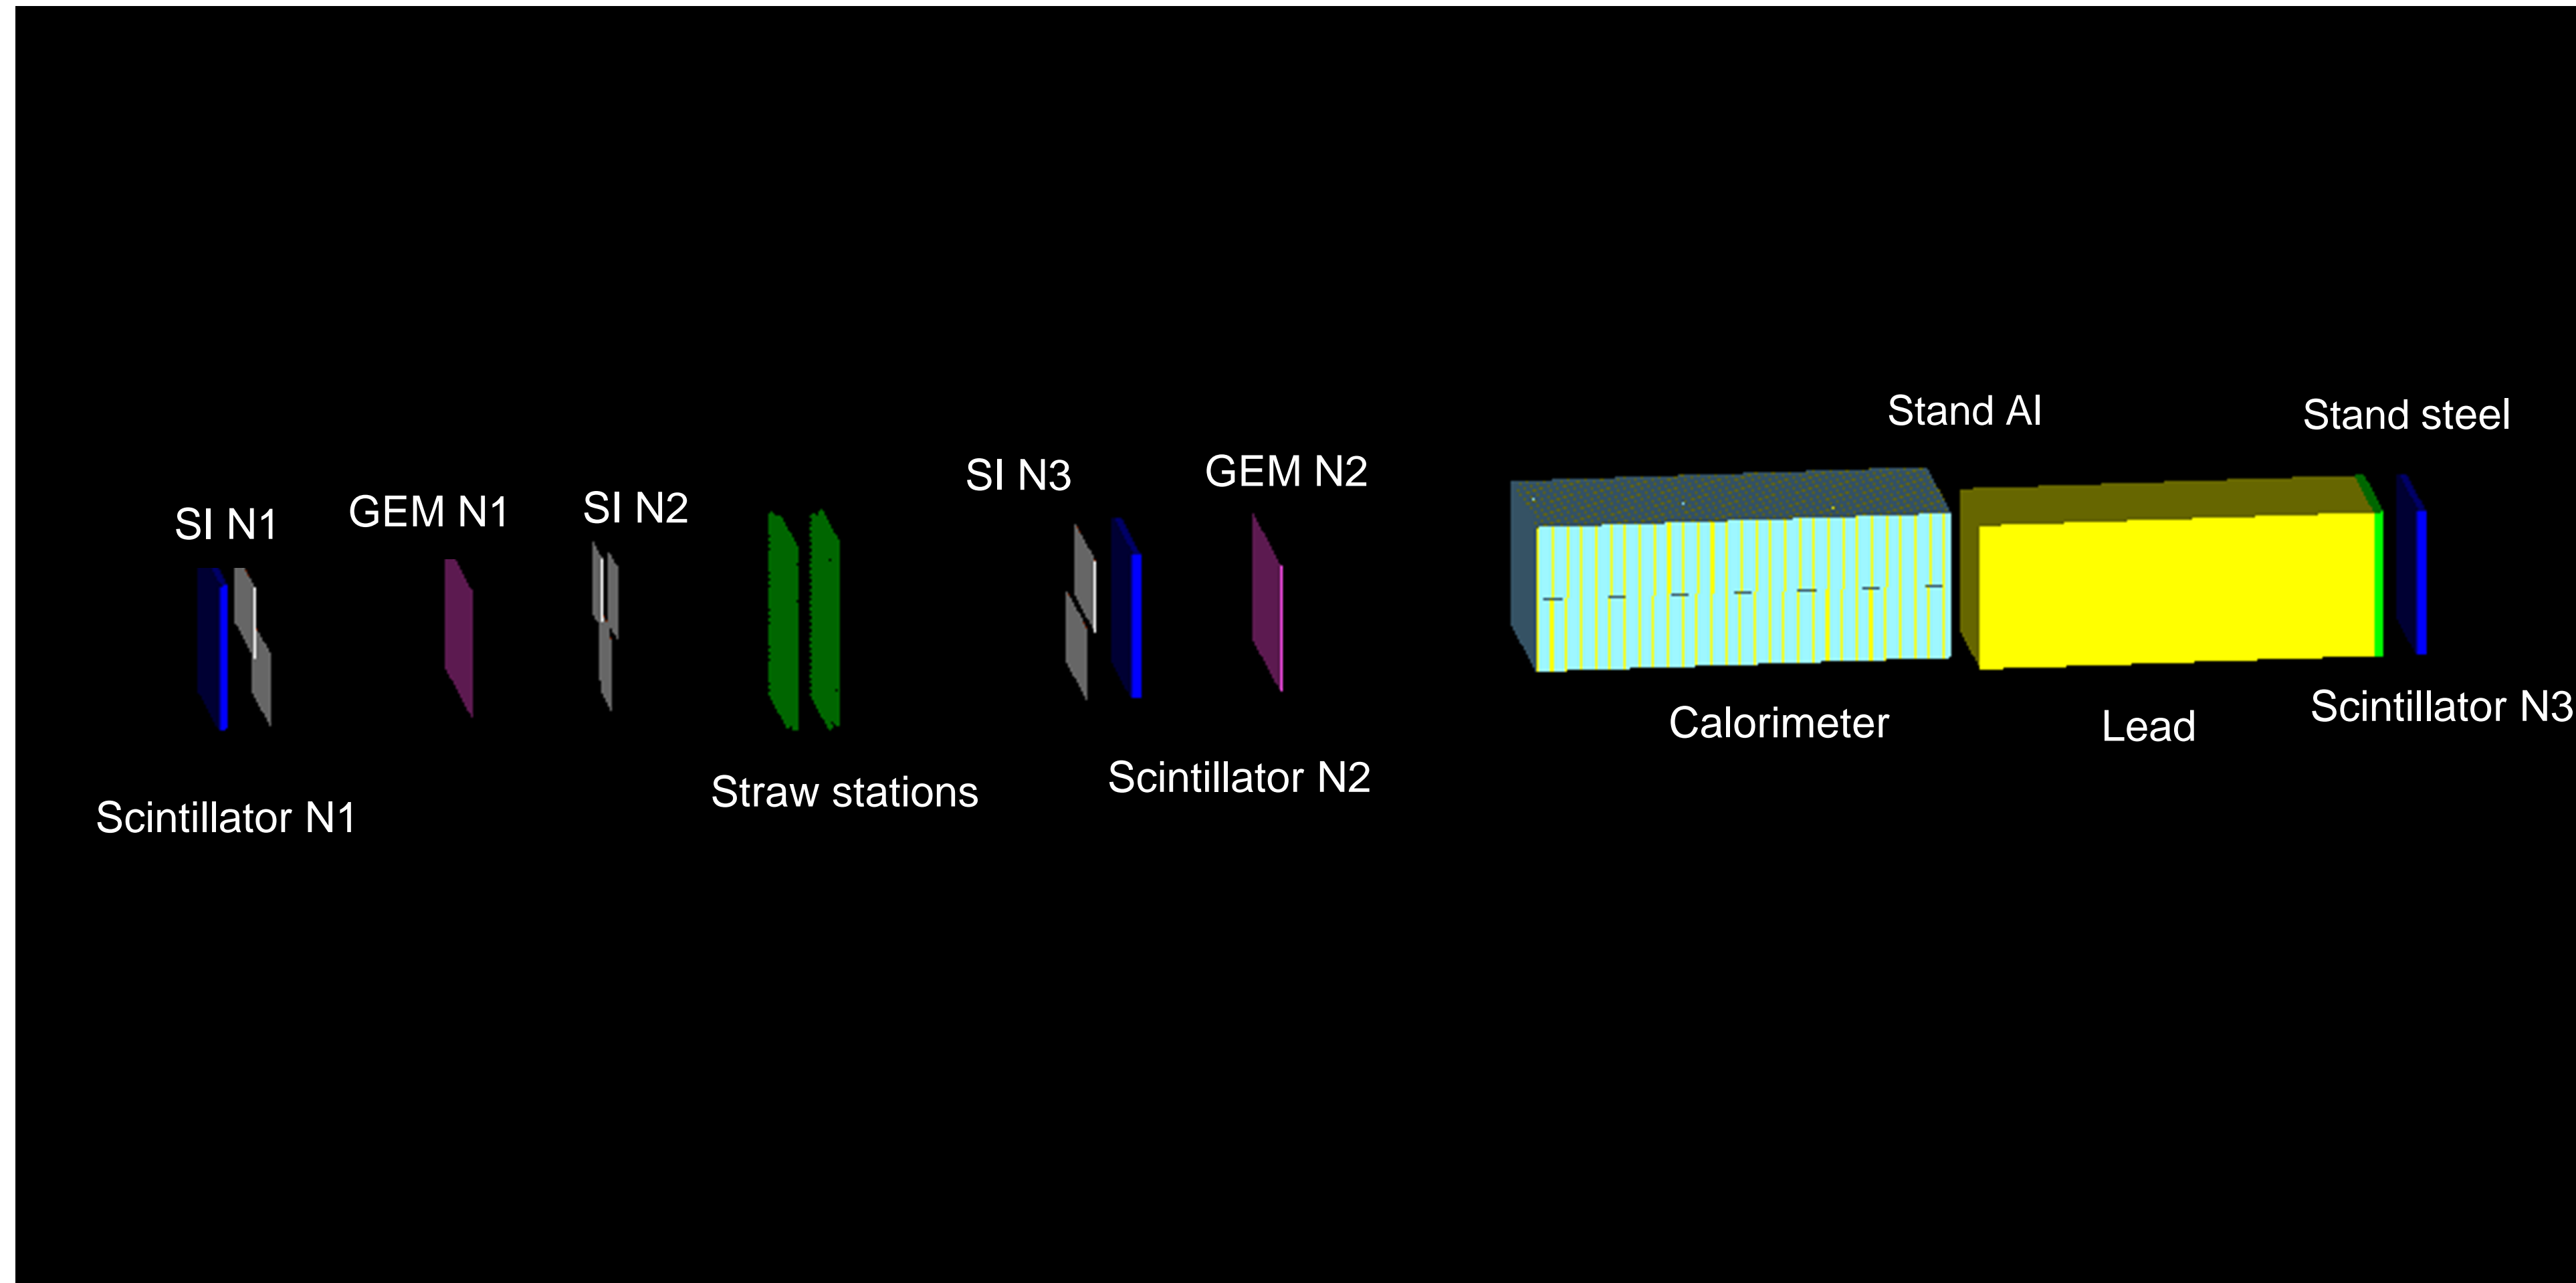 Stand Al
Stand steel
SI N3
GEM N2
SI N1
GEM N1
SI N2
Calorimeter
Lead
Scintillator N3
Straw stations
Scintillator N2
Scintillator N1